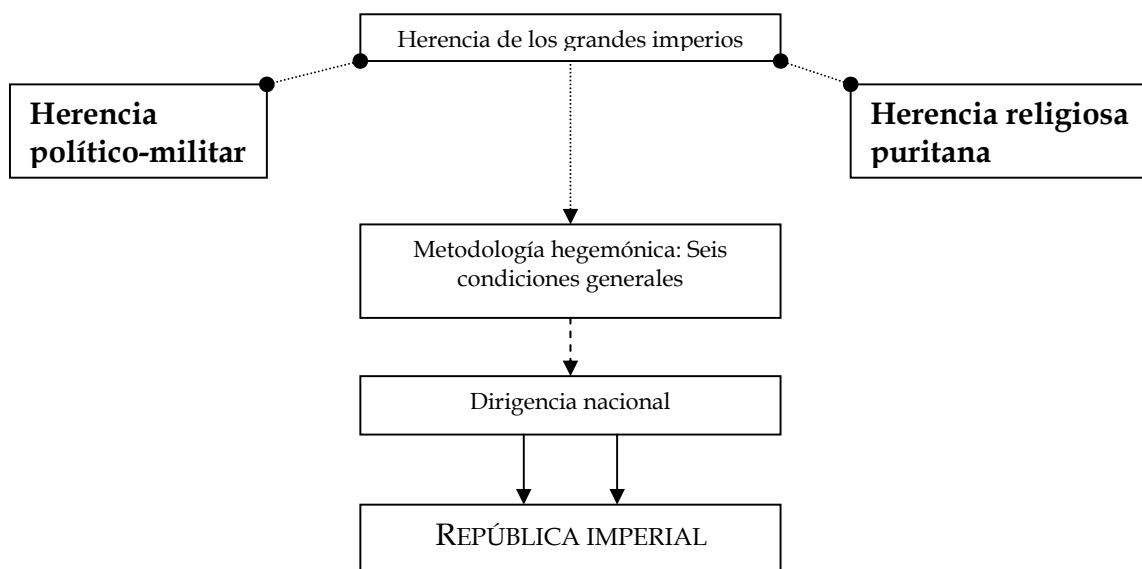 Herencia de los grandes imperios
Herencia
político-militar
Herencia religiosa
puritana
Metodología hegemónica: Seis
condiciones generales
Dirigencia nacional
REPÚBLICA IMPERIAL